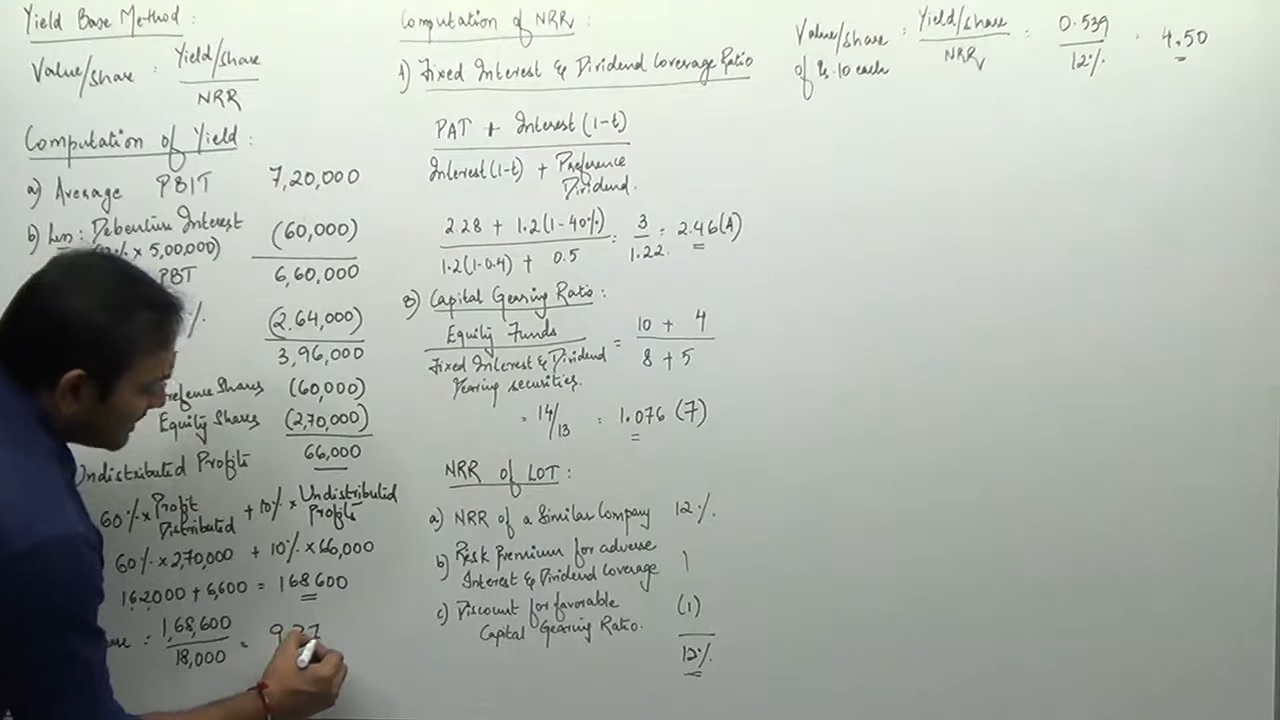 Yield Base Method :
Value/share : Yield/share
NRR
Computation of Yield :
a) Average PBIT 7,20,000
b) Less : Debenture Interest (60,000)
% × 5,00,000)
PBT 6,60,000
%. (2,64,000)
3,96,000
Shares (60,000)
Equity Shares (2,70,000)
Undistributed Profits 66,000
60% × Profit Distributed + 10% × Undistributed Profits
60% × 2,70,000 + 10% × 66,000
162000 + 6,600 = 168600
: 1,68,600
18,000 =
Computation of NRR :
1) Fixed Interest & Dividend Coverage Ratio
PAT + Interest (1-t)
Interest (1-t) + Preference Dividend.
2.28 + 1.2 (1-40%) = 3 = 2.46 (A)
1.2 (1-0.4) + 0.5 1.22
B) Capital Gearing Ratio :
Equity Funds = 10 + 4
Fixed Interest & Dividend 8 + 5
securities.
= 14/13 = 1.076 (7)
NRR of LOT :
a) NRR of a Similar Company 12%.
b) Risk Premium for adverse
Interest & Dividend Coverage 1
c) Discount for favorable (1)
Capital Gearing Ratio.
12%.
Value/share : Yield/share : 0.539 : 4.50
of Rs. 10 each NRR 12%